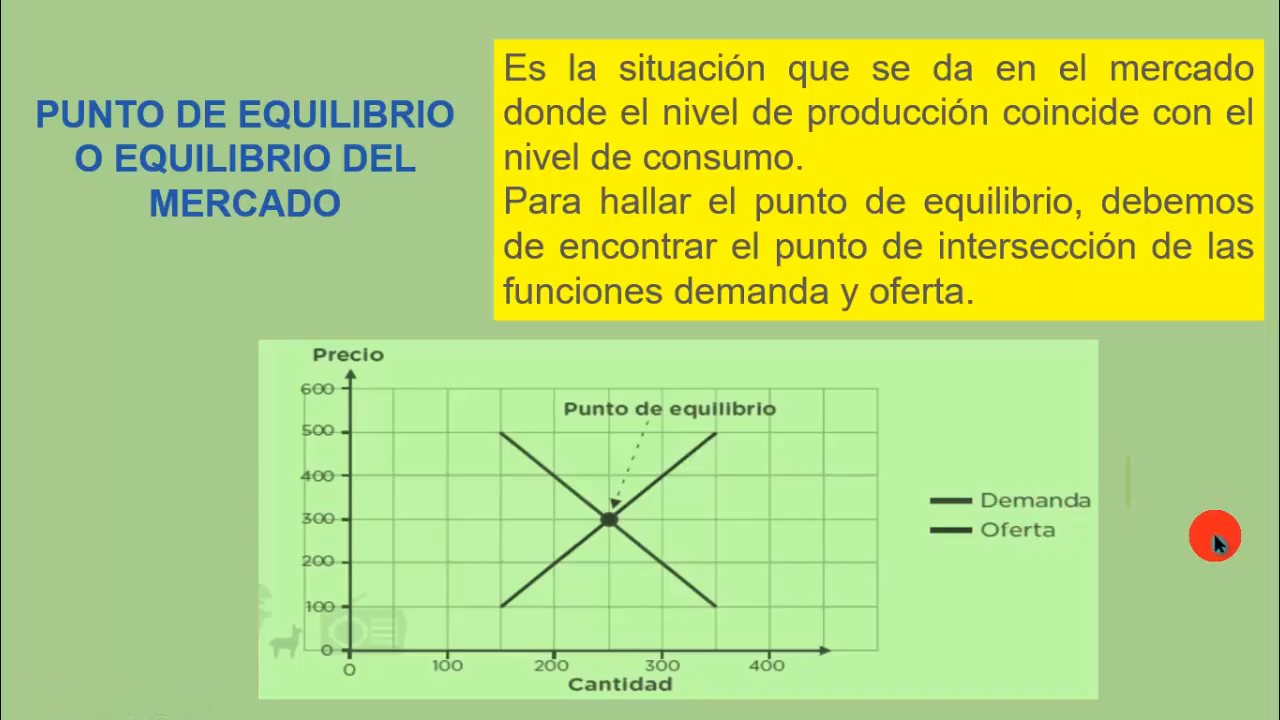 PUNTO DE EQUILIBRIO
O EQUILIBRIO DEL
MERCADO
Es la situación que se da en el mercado
donde el nivel de producción coincide con el
nivel de consumo.
Para hallar el punto de equilibrio, debemos
de encontrar el punto de intersección de las
funciones demanda y oferta.
Precio
600
Punto de equilibrio
500
400
300
200
100
0
0 100 200 300 400
Cantidad
Demanda
Oferta